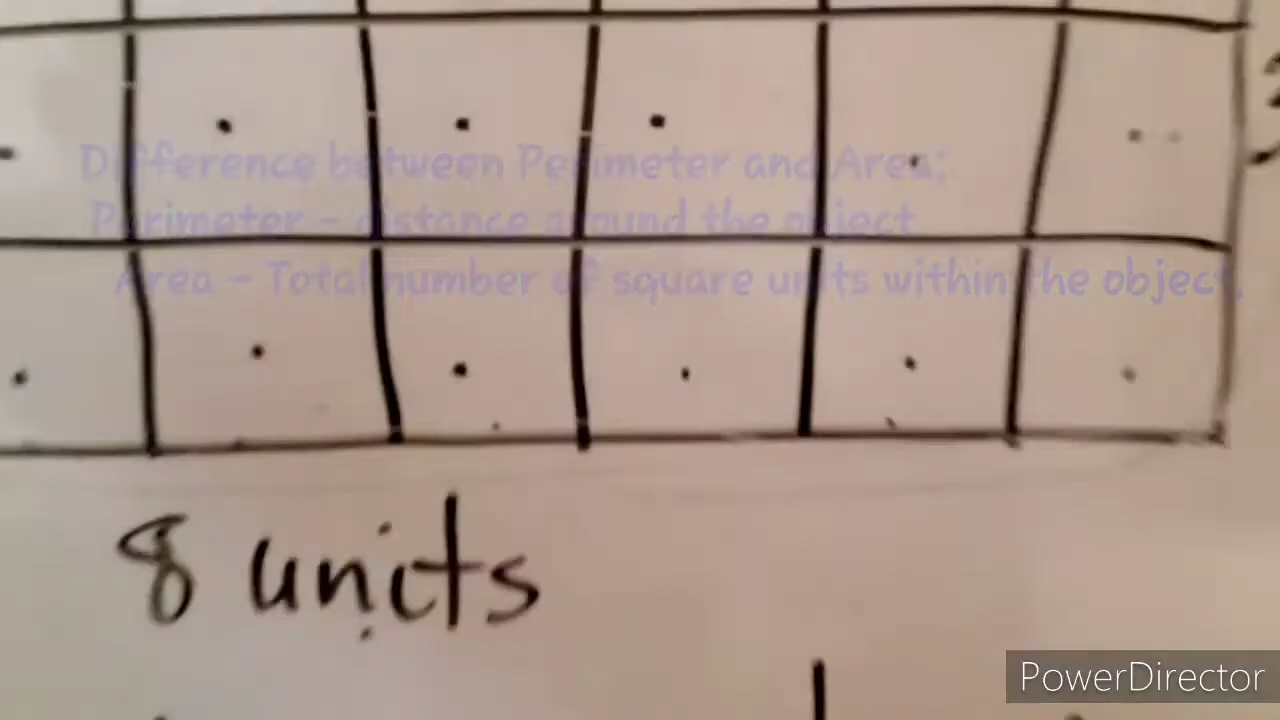 Difference between Perimeter and Area;
Perimeter - distance around the object
Area - Total number of square units within the object.
8 units
PowerDirector